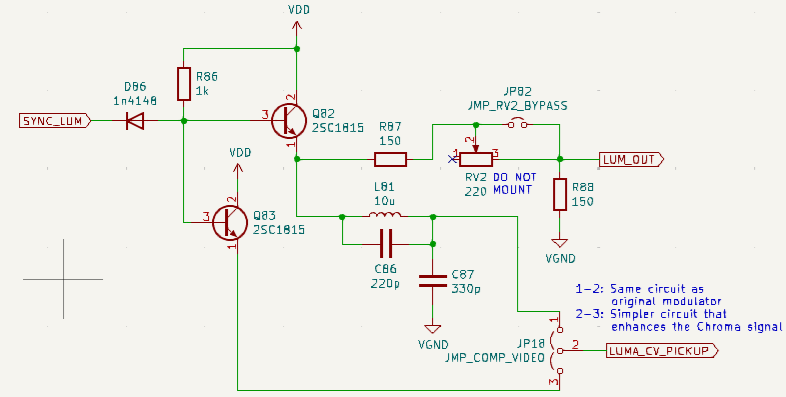 VDD
D86
1n4148
R86
1k
SYNC_LUM
3
2
1
Q82
2SC1815
JP82
JMP_RV2_BYPASS
R87
150
2
1
3
RV2
220
DO NOT
MOUNT
LUM_OUT
R88
150
VGND
VDD
3
2
1
Q83
2SC1815
L81
10u
C86
220p
C87
330p
VGND
1-2: Same circuit as
original modulator
2-3: Simpler circuit that
enhances the Chroma signal
1
JP18
JMP_COMP_VIDEO
2
3
LUMA_CV_PICKUP